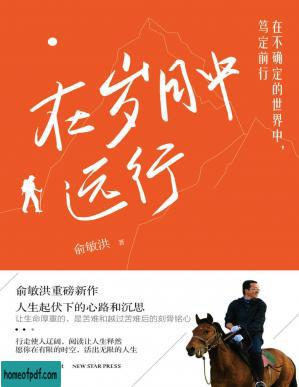 在不确定的世界中，
笃定前行
在岁月中
远行
俞敏洪 著
俞敏洪重磅新作
人生起伏下的心路和沉思
让生命厚重的，是苦难和越过苦难后的刻骨铭心
行走使人辽阔，阅读让人生释然
愿你在有限的时空，活出无限的人生
NEW STAR PRESS
homeofpdf.com